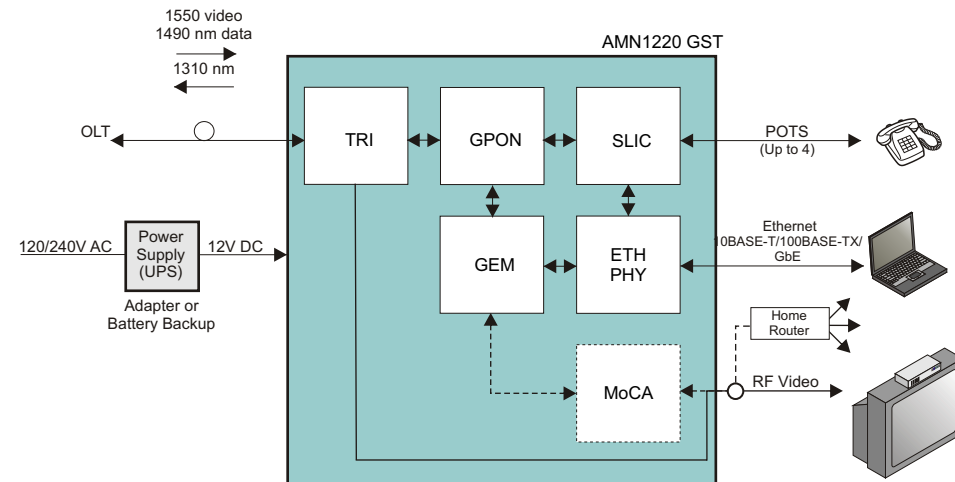 1550 video
1490 nm data
1310 nm
AMN1220 GST
OLT
TRI
GPON
SLIC
POTS
(Up to 4)
120/240V AC
Power
Supply
(UPS)
12V DC
Adapter or
Battery Backup
GEM
ETH
PHY
Ethernet
10BASE-T/100BASE-TX/
GbE
Home
Router
MoCA
RF Video